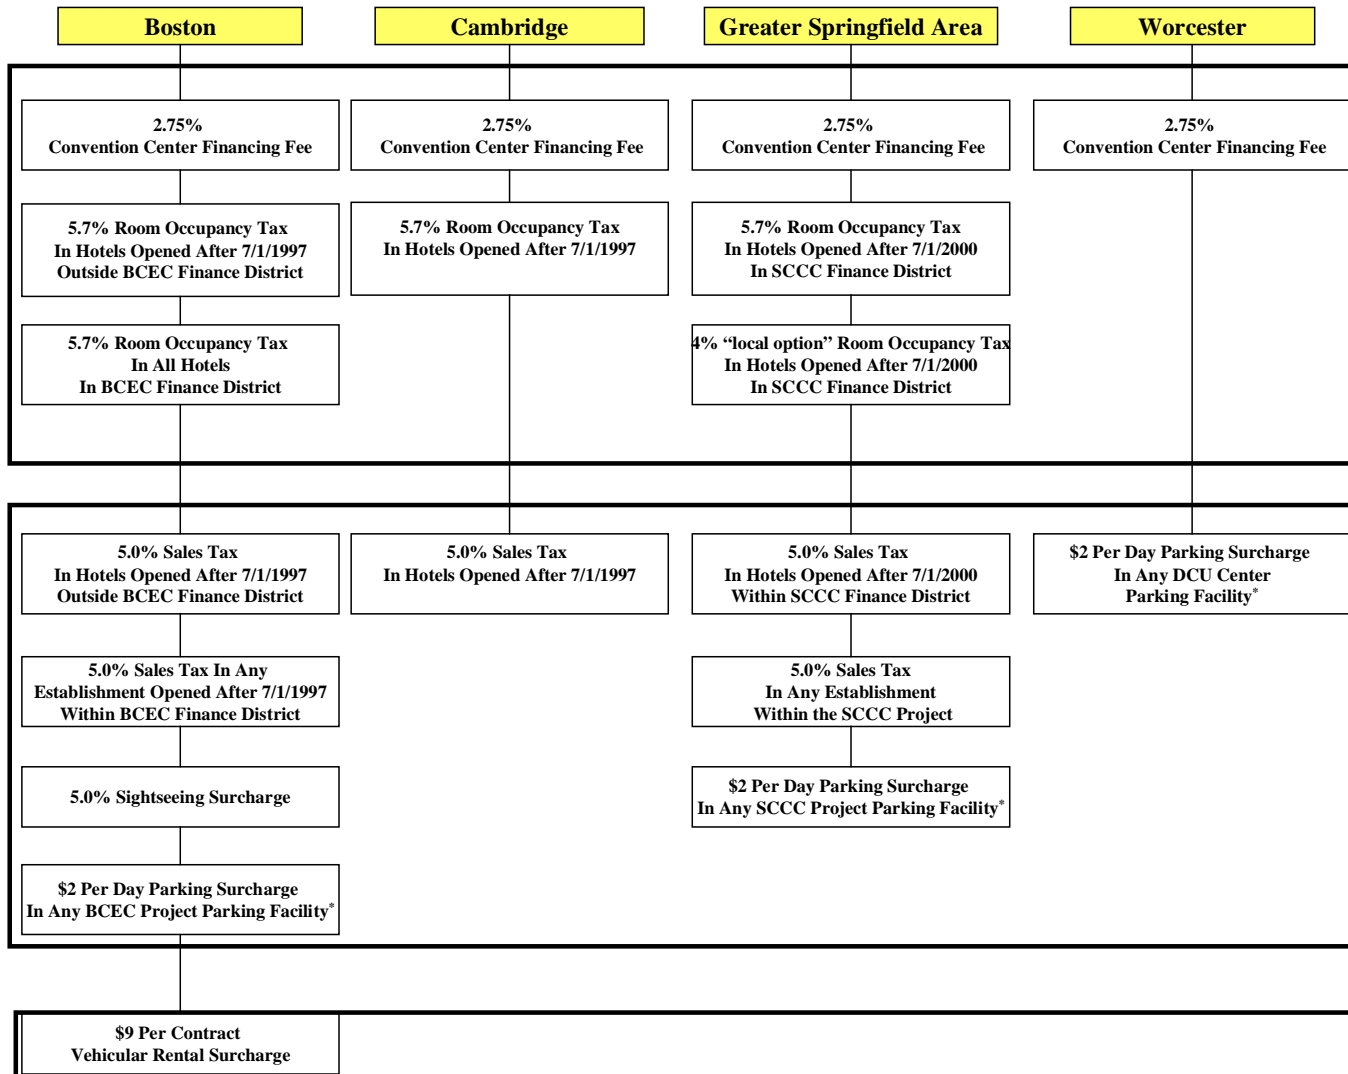 Boston
Cambridge
Greater Springfield Area
Worcester
2.75%
Convention Center Financing Fee
2.75%
Convention Center Financing Fee
2.75%
Convention Center Financing Fee
2.75%
Convention Center Financing Fee
5.7% Room Occupancy Tax
In Hotels Opened After 7/1/1997
Outside BCEC Finance District
5.7% Room Occupancy Tax
In Hotels Opened After 7/1/1997
5.7% Room Occupancy Tax
In Hotels Opened After 7/1/2000
In SCCC Finance District
5.7% Room Occupancy Tax
In All Hotels
In BCEC Finance District
4% “local option” Room Occupancy Tax
In Hotels Opened After 7/1/2000
In SCCC Finance District
5.0% Sales Tax
In Hotels Opened After 7/1/1997
Outside BCEC Finance District
5.0% Sales Tax
In Hotels Opened After 7/1/1997
5.0% Sales Tax
In Hotels Opened After 7/1/2000
Within SCCC Finance District
$2 Per Day Parking Surcharge
In Any DCU Center
Parking Facility*
5.0% Sales Tax In Any
Establishment Opened After 7/1/1997
Within BCEC Finance District
5.0% Sales Tax
In Any Establishment
Within the SCCC Project
5.0% Sightseeing Surcharge
$2 Per Day Parking Surcharge
In Any SCCC Project Parking Facility*
$2 Per Day Parking Surcharge
In Any BCEC Project Parking Facility*
$9 Per Contract
Vehicular Rental Surcharge